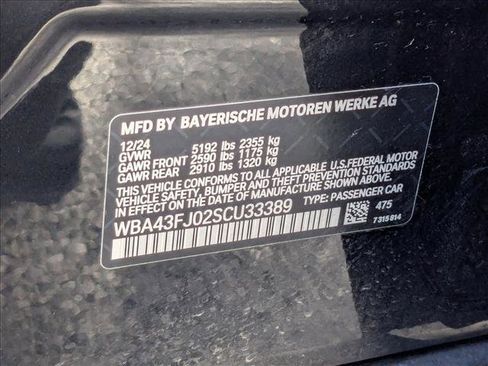 MFD BY BAYERISCHE MOTOREN WERKE AG
12/24
GVWR 5192 lbs 2355 kg
GAWR FRONT 2590 lbs 1175 kg
GAWR REAR 2910 lbs 1320 kg
THIS VEHICLE CONFORMS TO ALL APPLICABLE U.S.FEDERAL MOTOR
VEHICLE SAFETY, BUMPER AND THEFT PREVENTION STANDARDS
IN EFFECT ON THE DATE OF MANUFACTURE SHOWN ABOVE.
WBA43FJ02SCU33389 TYPE: PASSENGER CAR
475
7 315 014